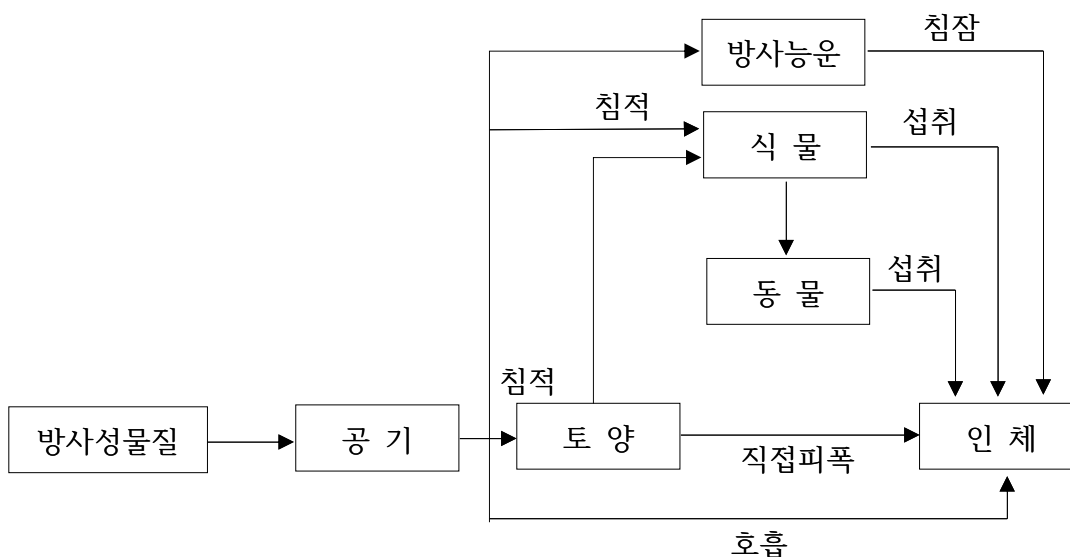 침잠
방사능운
침적
섭취
식 물
섭취
동 물
침적
방사성물질
공 기
토 양
인 체
직접피폭
호흡